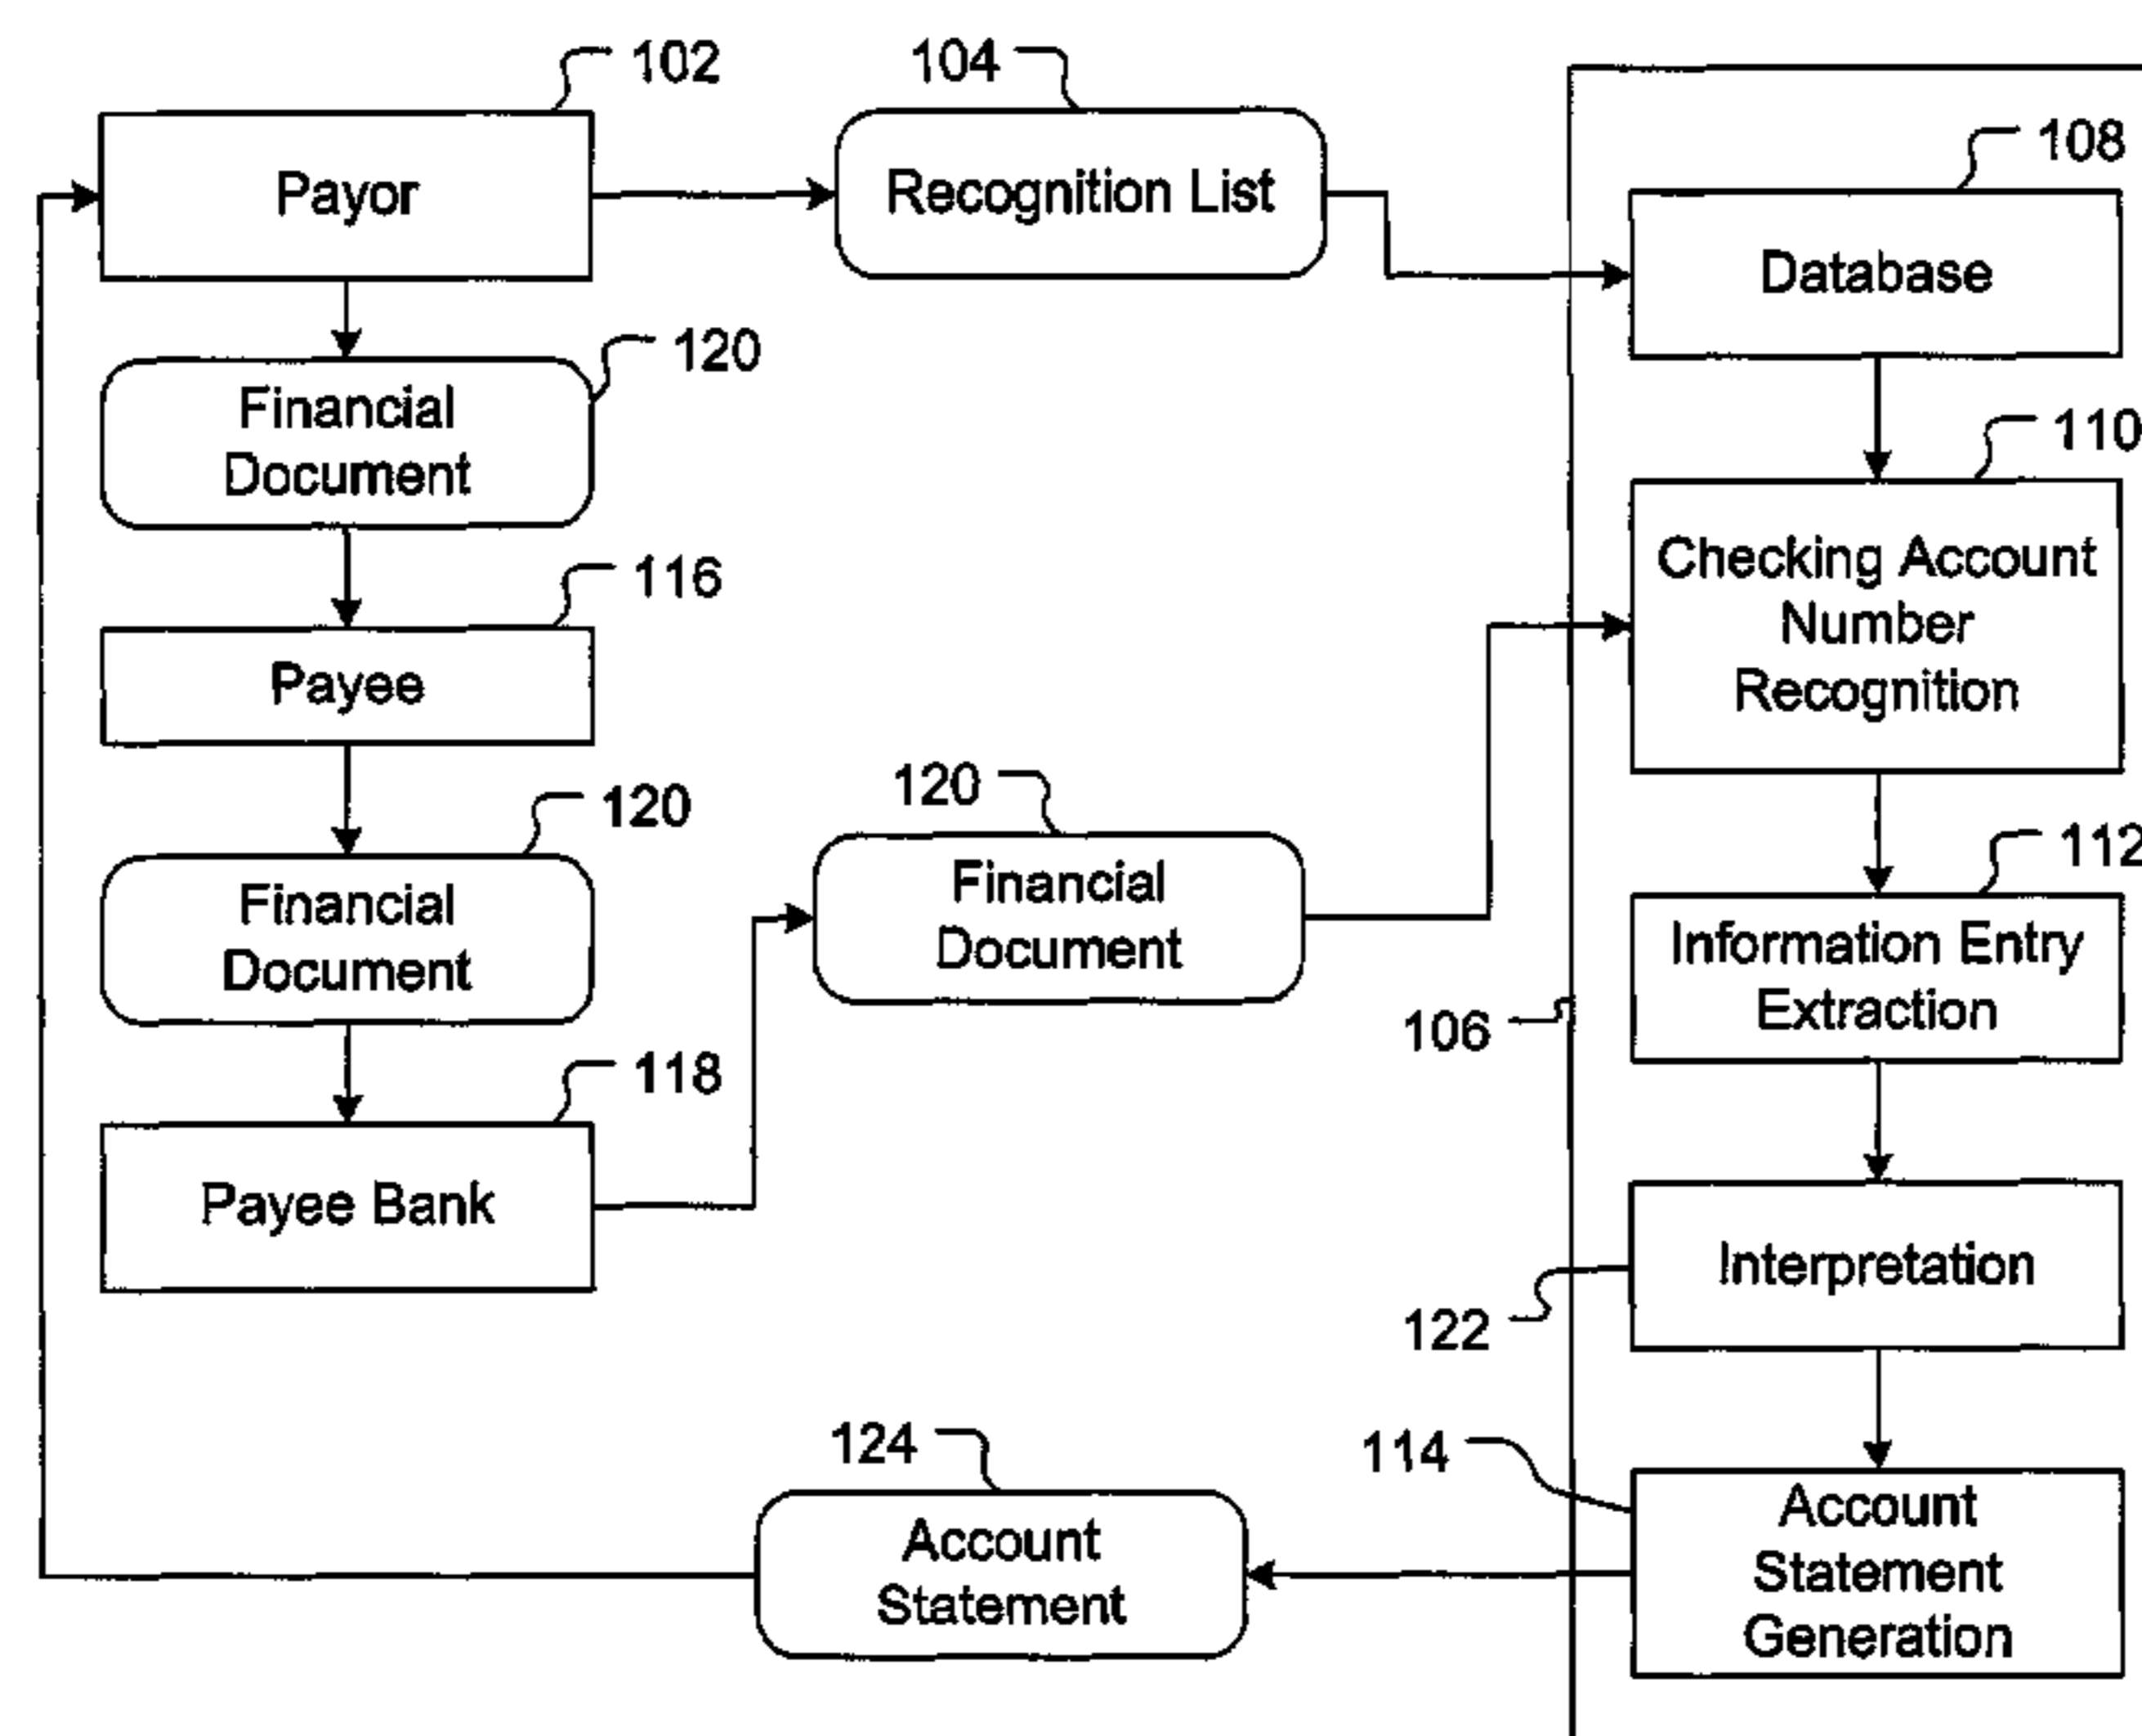 102
104
108
Payor
Recognition List
Database
120
Financial
Document
110
Checking Account
Number
Recognition
116
Payee
120
Financial
Document
120
Financial
Document
112
Information Entry
Extraction
106
118
Payee Bank
Interpretation
122
124
114
Account
Statement
Account
Statement
Generation